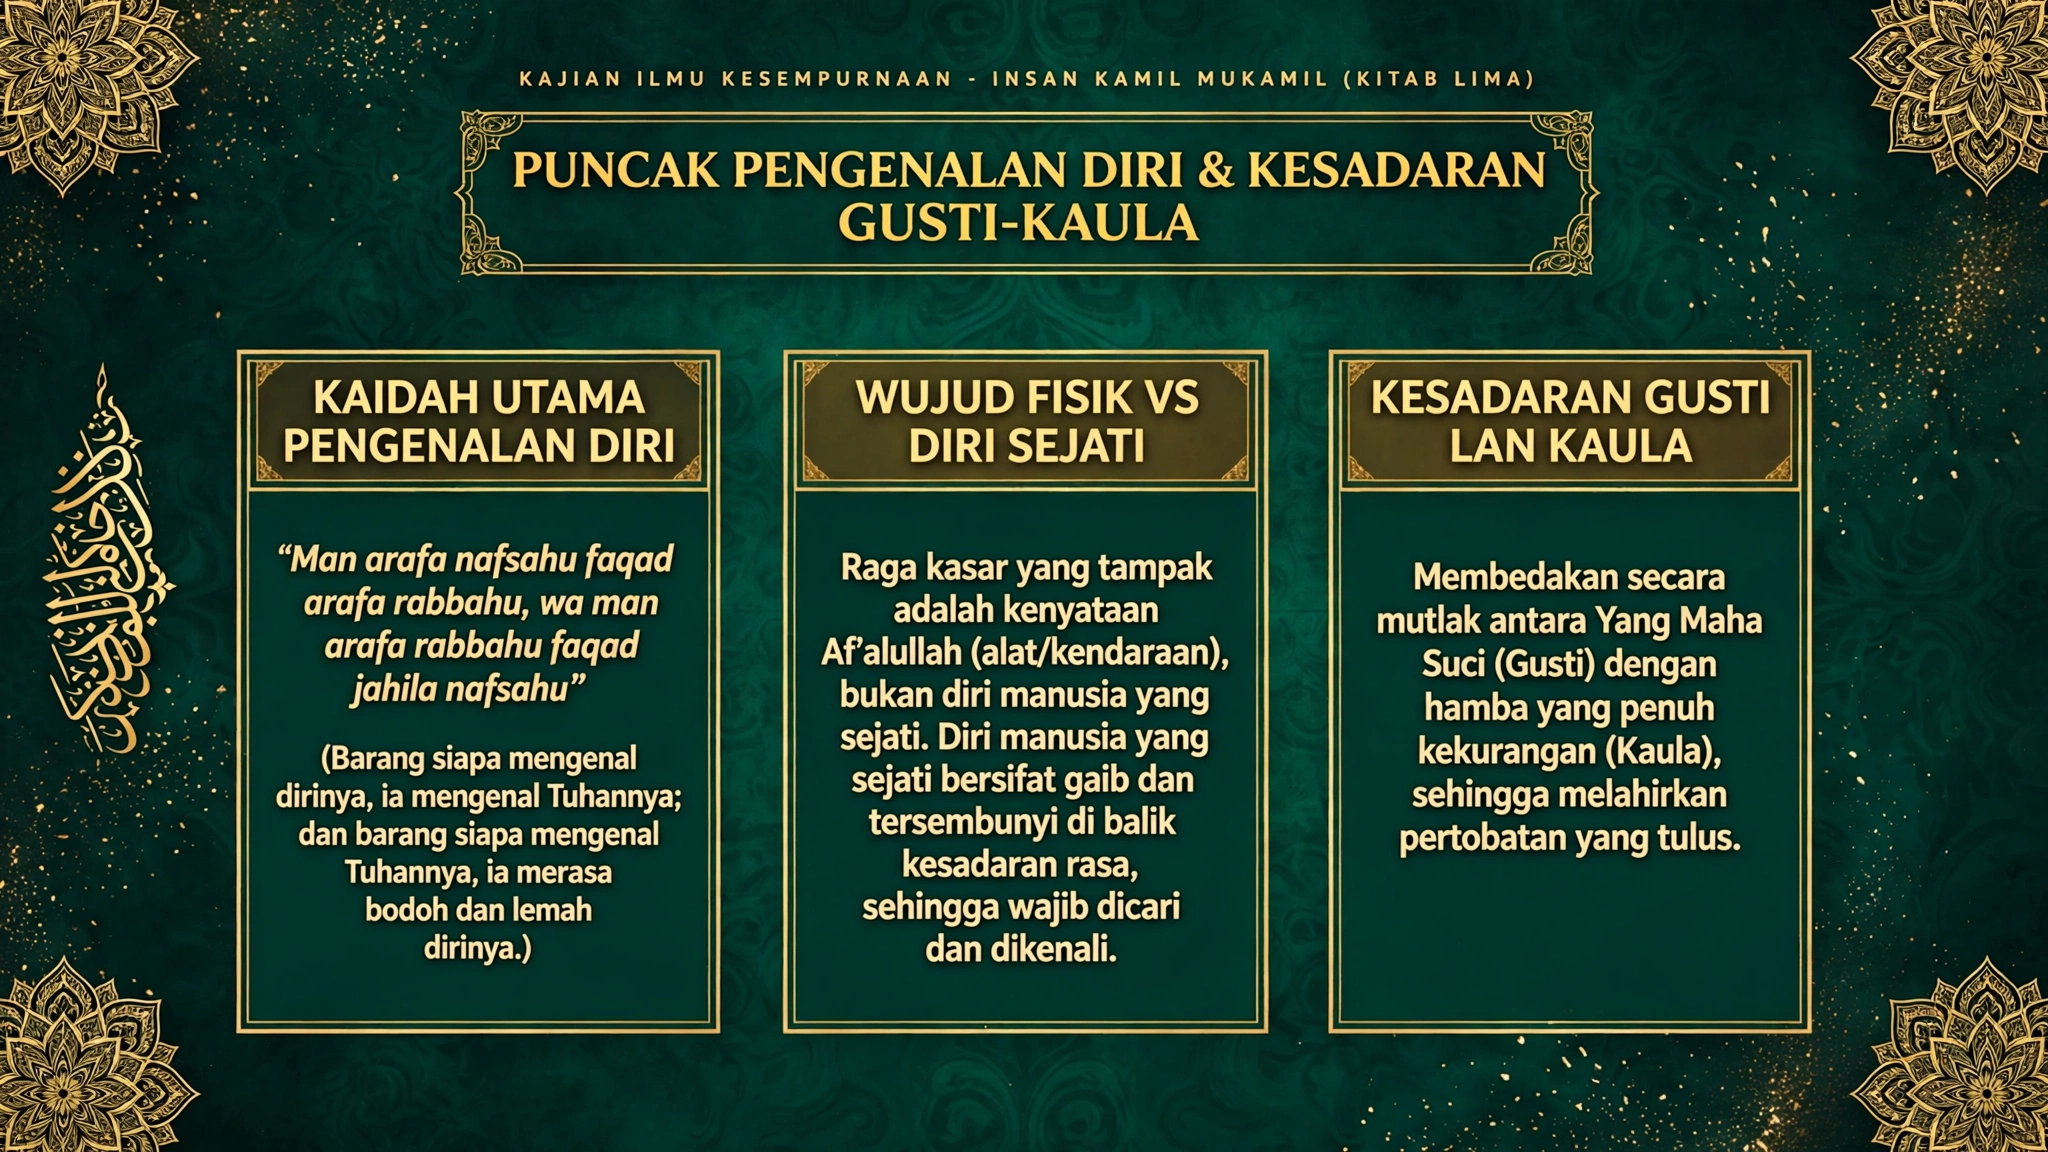 KAJIAN ILMU KESEMPURNAAN - INSAN KAMIL MUKAMIL (KITAB LIMA)
PUNCAK PENGENALAN DIRI & KESADARAN
GUSTI-KAULA
KAIDAH UTAMA
PENGENALAN DIRI
“Man arafa nafsahu faqad
arafa rabbahu, wa man
arafa rabbahu faqad
jahila nafsahu”
(Barang siapa mengenal
dirinya, ia mengenal Tuhannya;
dan barang siapa mengenal
Tuhannya, ia merasa
bodoh dan lemah
dirinya.)
WUJUD FISIK VS
DIRI SEJATI
Raga kasar yang tampak
adalah kenyataan
Af’alullah (alat/kendaraan),
bukan diri manusia yang
sejati. Diri manusia yang
sejati bersifat gaib dan
tersembunyi di balik
kesadaran rasa,
sehingga wajib dicari
dan dikenali.
KESADARAN GUSTI
LAN KAULA
Membedakan secara
mutlak antara Yang Maha
Suci (Gusti) dengan
hamba yang penuh
kekurangan (Kaula),
sehingga melahirkan
pertobatan yang tulus.